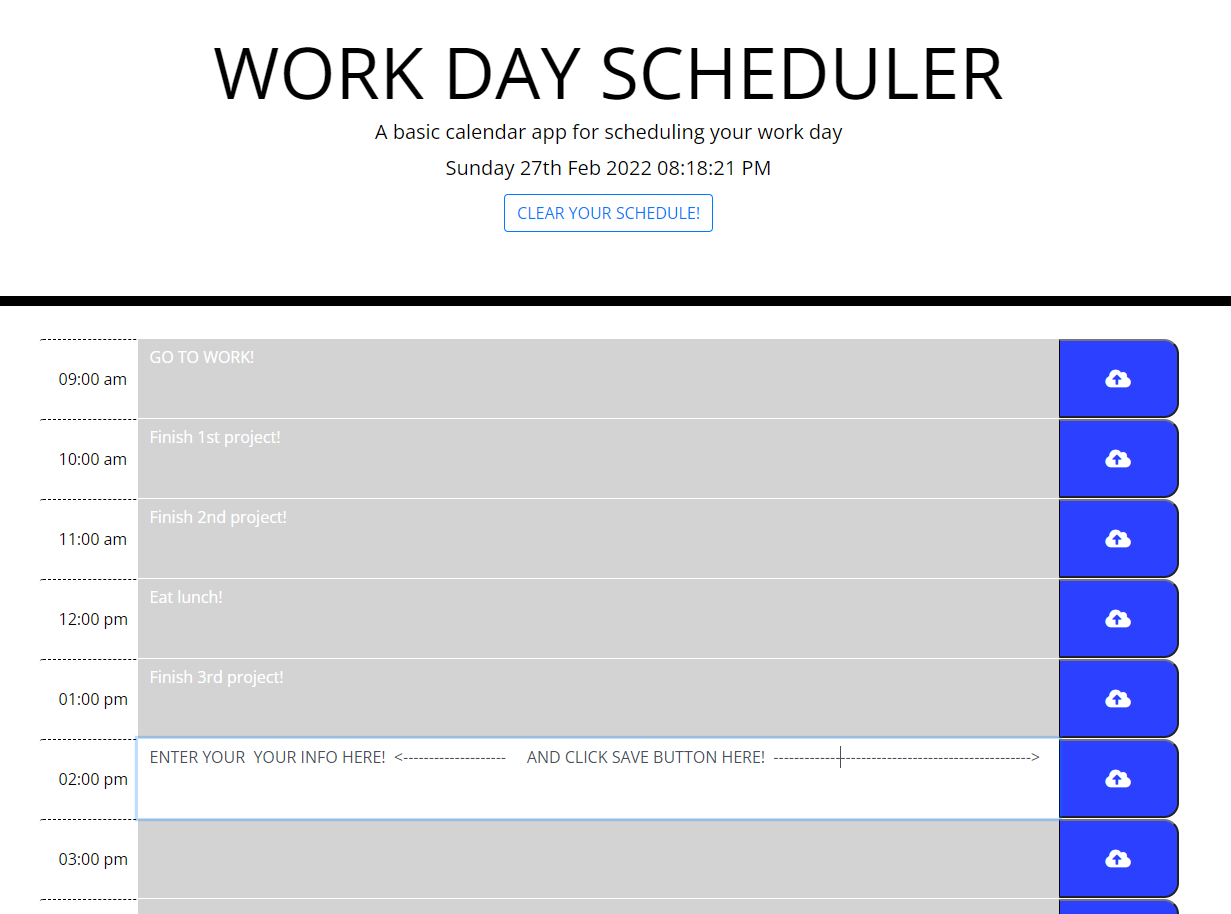 WORK DAY SCHEDULER
A basic calendar app for scheduling your work day
Sunday 27th Feb 2022 08:18:21 PM
CLEAR YOUR SCHEDULE!
GO TO WORK!
09:00 am
Finish 1st project!
10:00 am
Finish 2nd project!
11:00 am
Eat lunch!
12:00 pm
Finish 3rd project!
01:00 pm
ENTER YOUR  YOUR INFO HERE!  <--------------------    AND CLICK SAVE BUTTON HERE!  ---------------------------------------------->
02:00 pm
03:00 pm